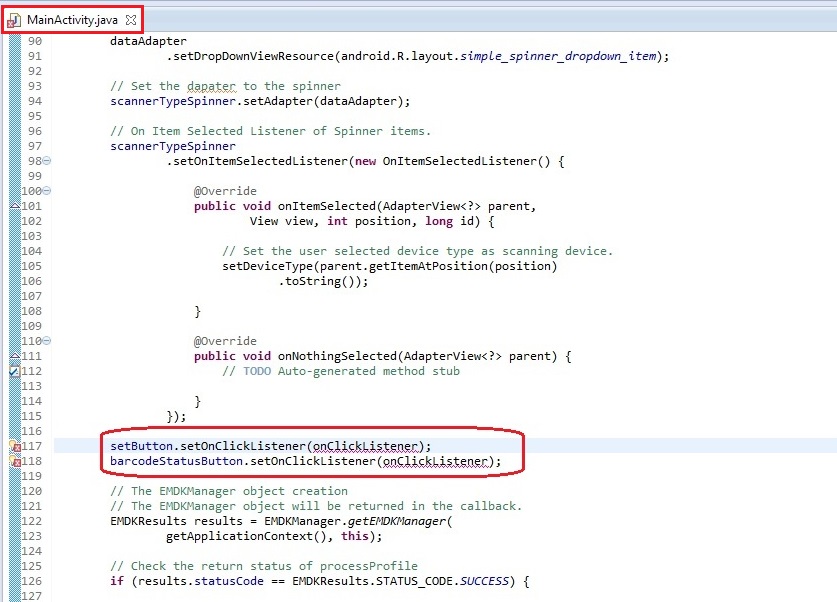 MainActivity.java
90 dataAdapter
91 .setDropDownViewResource(android.R.layout.simple_spinner_dropdown_item);
92
93 // Set the dapater to the spinner
94 scannerTypeSpinner.setAdapter(dataAdapter);
95
96 // On Item Selected Listener of Spinner items.
97 scannerTypeSpinner
98 .setOnItemSelectedListener(new OnItemSelectedListener() {
99
100 @Override
101 public void onItemSelected(AdapterView<?> parent,
102 View view, int position, long id) {
103
104 // Set the user selected device type as scanning device.
105 setDeviceType(parent.getItemAtPosition(position)
106 .toString());
107
108 }
109
110 @Override
111 public void onNothingSelected(AdapterView<?> parent) {
112 // TODO Auto-generated method stub
113
114 }
115 });
116
117 setButton.setOnClickListener(onClickListener);
118 barcodeStatusButton.setOnClickListener(onClickListener);
119
120 // The EMDKManager object creation
121 // The EMDKManager object will be returned in the callback.
122 EMDKResults results = EMDKManager.getEMDKManager(
123 getApplicationContext(), this);
124
125 // Check the return status of processProfile
126 if (results.statusCode == EMDKResults.STATUS_CODE.SUCCESS) {
127